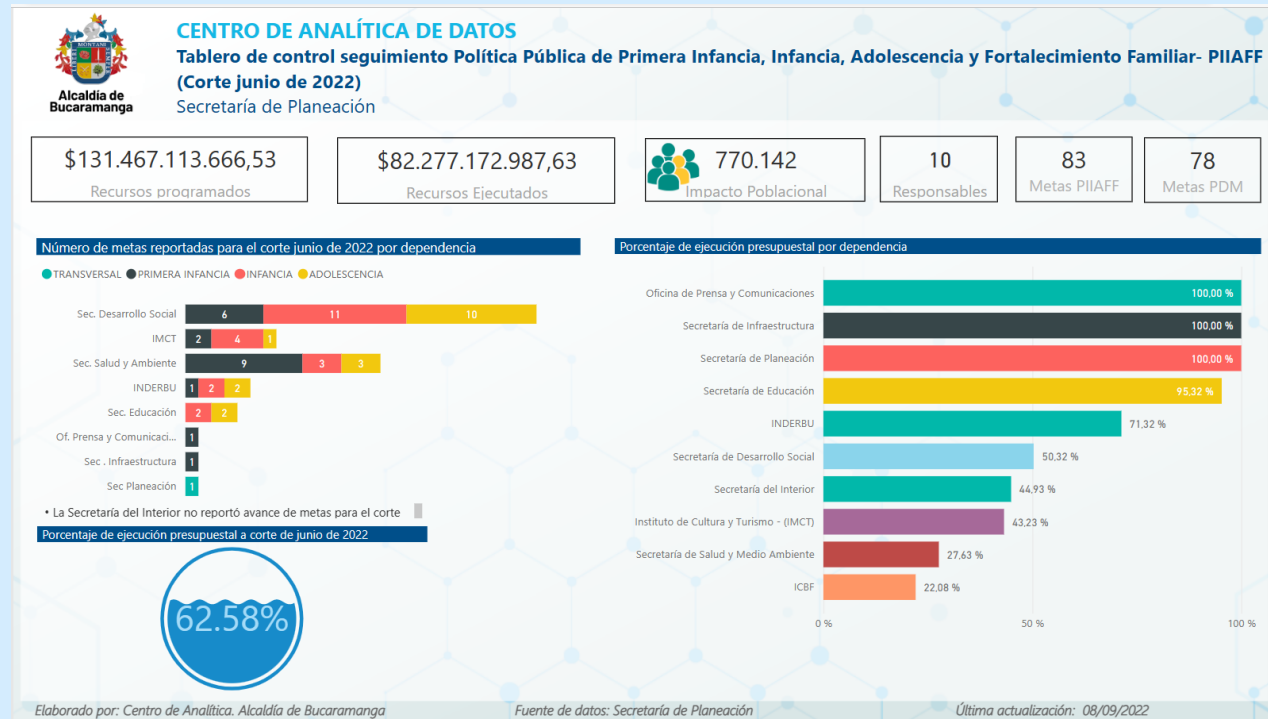 MONTANI
Alcaldía de
Bucaramanga
CENTRO DE ANALÍTICA DE DATOS
Tablero de control seguimiento Política Pública de Primera Infancia, Infancia, Adolescencia y Fortalecimiento Familiar- PIIAFF
(Corte junio de 2022)
Secretaría de Planeación
$131.467.113.666,53
Recursos programados
$82.277.172.987,63
Recursos Ejecutados
770.142
Impacto Poblacional
10
Responsables
83
Metas PIIAFF
78
Metas PDM
Número de metas reportadas para el corte junio de 2022 por dependencia
TRANSVERSAL PRIMERA INFANCIA INFANCIA ADOLESCENCIA
Sec. Desarrollo Social 6 11 10
IMCT 2 4 1
Sec. Salud y Ambiente 9 3 3
INDERBU 1 2 2
Sec. Educación 2 2
Of. Prensa y Comunicaci... 1
Sec . Infraestructura 1
Sec Planeación 1
• La Secretaría del Interior no reportó avance de metas para el corte
Porcentaje de ejecución presupuestal a corte de junio de 2022
62.58%
Porcentaje de ejecución presupuestal por dependencia
Oficina de Prensa y Comunicaciones 100,00 %
Secretaría de Infraestructura 100,00 %
Secretaría de Planeación 100,00 %
Secretaría de Educación 95,32 %
INDERBU 71,32 %
Secretaría de Desarrollo Social 50,32 %
Secretaría del Interior 44,93 %
Instituto de Cultura y Turismo - (IMCT) 43,23 %
Secretaría de Salud y Medio Ambiente 27,63 %
ICBF 22,08 %
0 % 50 % 100 %
Elaborado por: Centro de Analítica. Alcaldía de Bucaramanga
Fuente de datos: Secretaría de Planeación
Última actualización: 08/09/2022